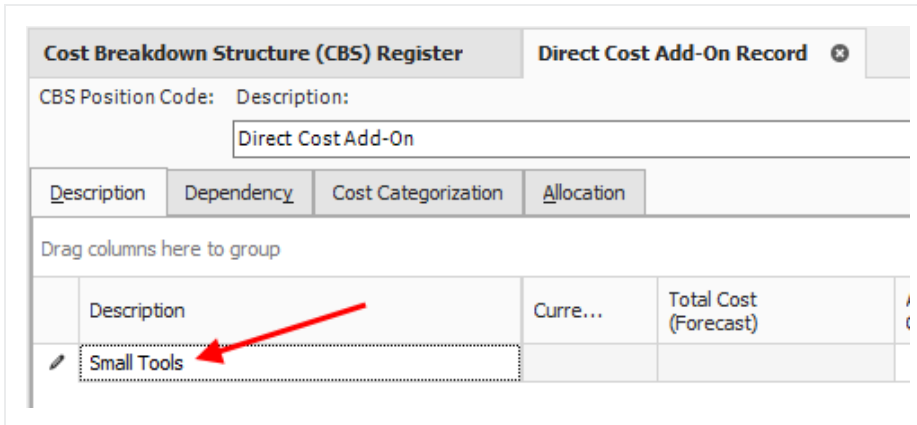 Cost Breakdown Structure (CBS) Register Direct Cost Add-On Record
CBS Position Code: Description:
Direct Cost Add-On
Description Dependency Cost Categorization Allocation
Drag columns here to group
Description Curre... Total Cost (Forecast)
Small Tools